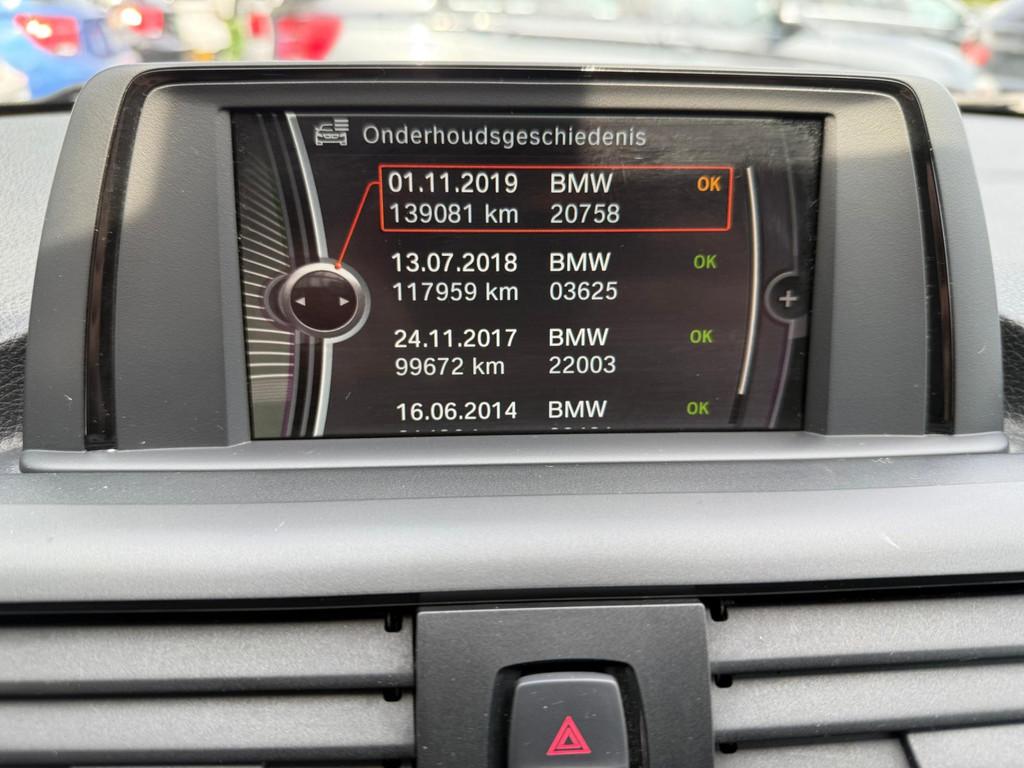 Onderhoudsgeschiedenis
01.11.2019 BMW OK
139081 km 20758
13.07.2018 BMW OK
117959 km 03625
24.11.2017 BMW OK
99672 km 22003
16.06.2014 BMW OK